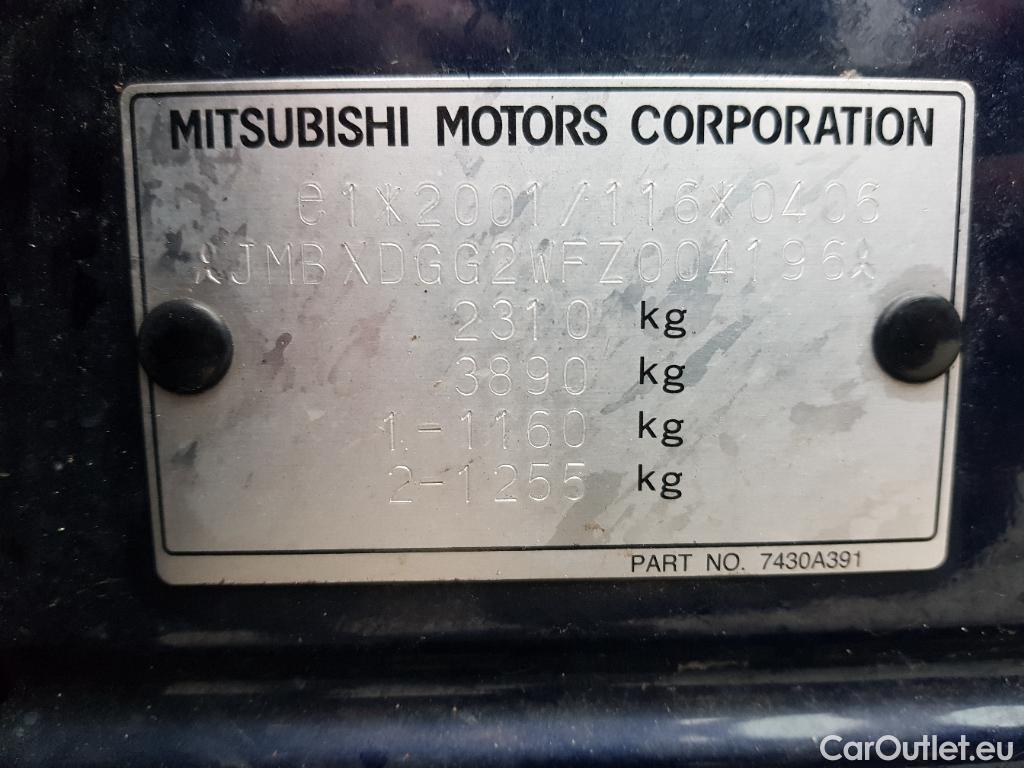 MITSUBISHI MOTORS CORPORATION
e1*2001/116*0406
*JMBXDGG2WFZ004196*
2310 kg
3890 kg
1-1160 kg
2-1255 kg
PART NO. 7430A391
CarOutlet.eu